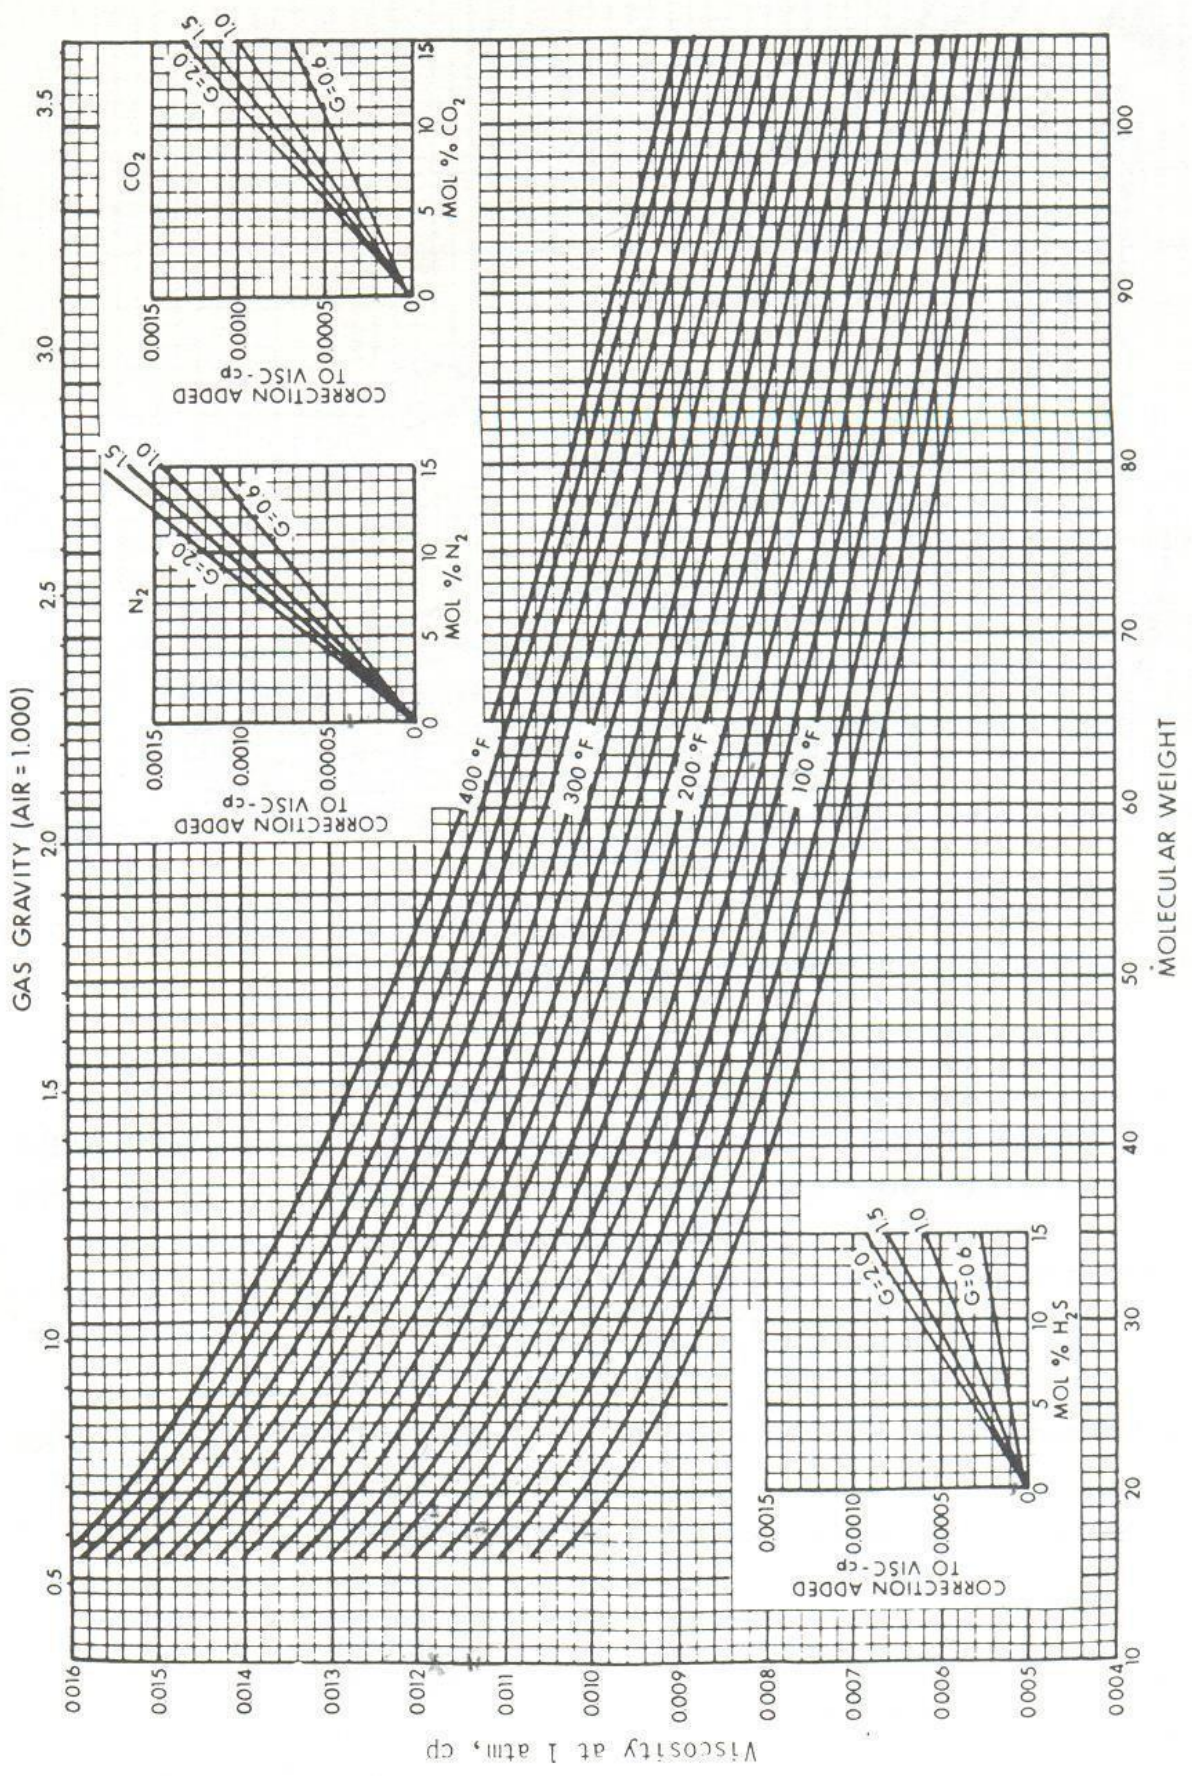 GAS GRAVITY (AIR = 1.000)
0.5
1.0
1.5
2.0
2.5
3.0
3.5
0.016
0.015
0.014
0.013
0.012
0.011
0.010
0.009
0.008
0.007
0.006
0.005
0.004
Viscosity at 1 atm, cp
10
20
30
40
50
60
70
80
90
100
MOLECULAR WEIGHT
400 °F
300 °F
200 °F
100 °F
CORRECTION ADDED
TO VISC - cp
0.0015
0.0010
0.0005
0
N2
G=2.0
1.5
1.0
G=0.6
0
5
10
15
MOL % N2
CORRECTION ADDED
TO VISC - cp
0.0015
0.0010
0.0005
0
CO2
G=2.0
1.5
1.0
G=0.6
0
5
10
15
MOL % CO2
CORRECTION ADDED
TO VISC - cp
0.0015
0.0010
0.0005
0
G=2.0
1.5
1.0
G=0.6
0
5
10
15
MOL % H2S